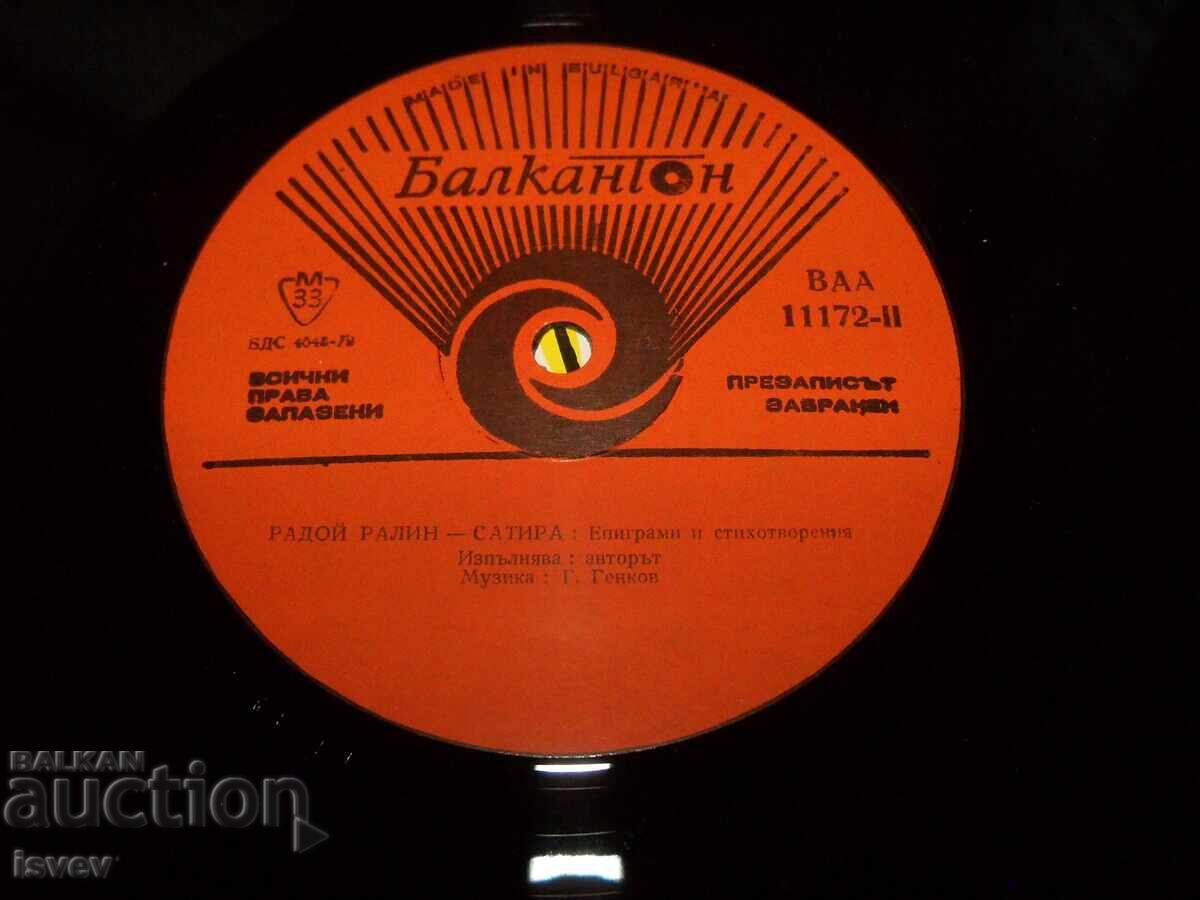 MADE IN BULGARIA
Балкантон
М
33
БДС 4048-79
ВСИЧКИ
ПРАВА
ЗАПАЗЕНИ
ВАА
11172-II
ПРЕЗАПИСЪТ
ЗАБРАНЕН
РАДОЙ РАЛИН — САТИРА : Епиграми и стихотворения
Изпълнява : авторът
Музика : Г. Генков
BALKAN
auction
isvev